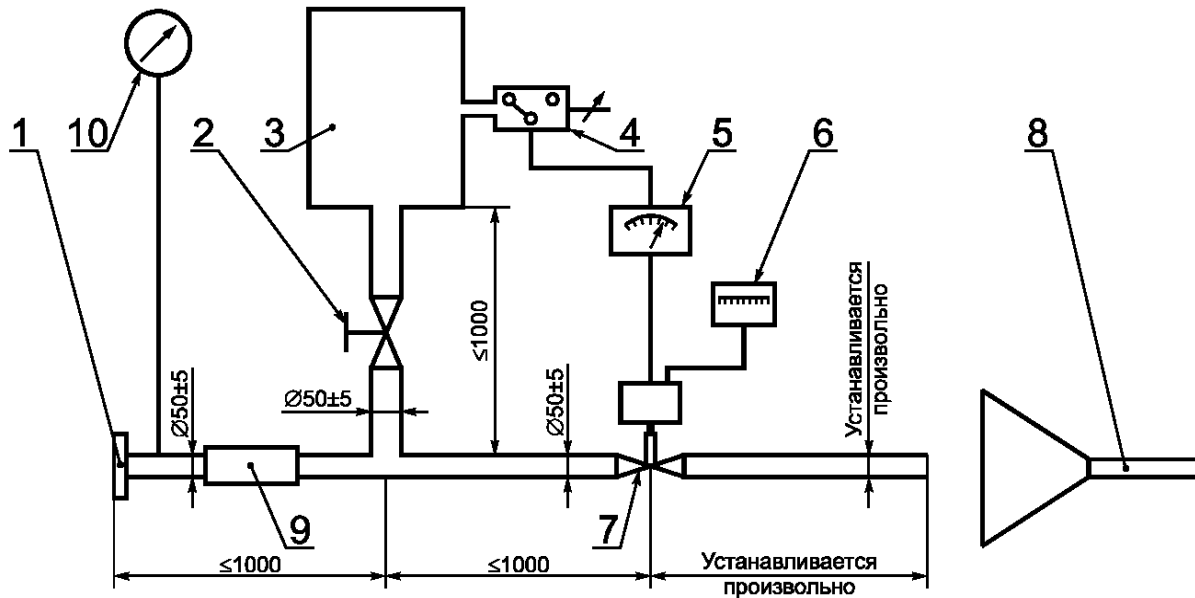 10
1
2
3
4
5
6
8
≤1000
Устанавливается
произвольно
Ø50±5
Ø50±5
Ø50±5
9
7
≤1000
≤1000
Устанавливается
произвольно